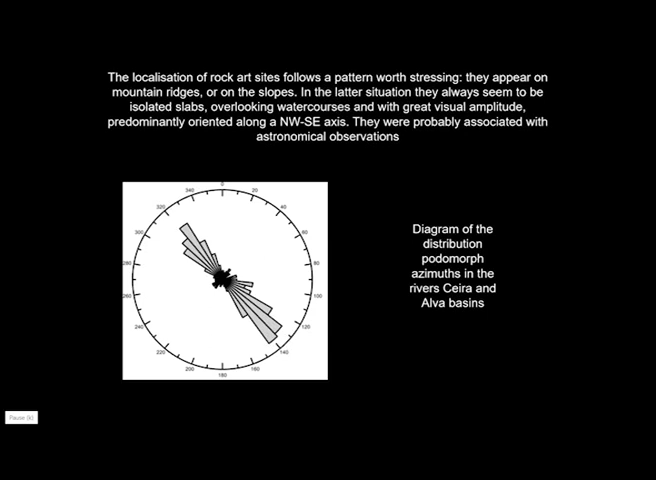 The localisation of rock art sites follows a pattern worth stressing: they appear on
mountain ridges, or on the slopes. In the latter situation they always seem to be
isolated slabs, overlooking watercourses and with great visual amplitude,
predominantly oriented along a NW-SE axis. They were probably associated with
astronomical observations
0
340
20
320
40
300
60
280
80
260
100
240
120
220
140
200
160
180
Diagram of the
distribution
podomorph
azimuths in the
rivers Ceira and
Alva basins
Pause (k)